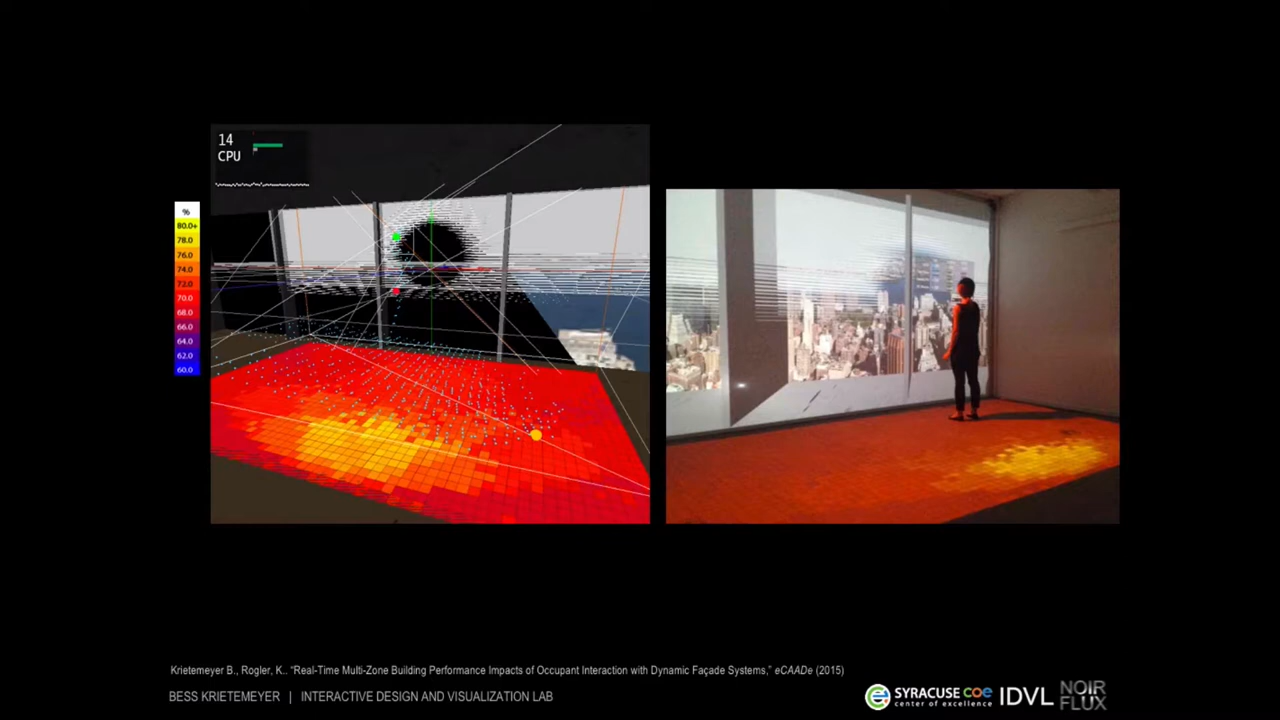 14
CPU
%
80.0+
78.0
76.0
74.0
72.0
70.0
68.0
66.0
64.0
62.0
60.0
Krietemeyer B., Rogler, K.. “Real-Time Multi-Zone Building Performance Impacts of Occupant Interaction with Dynamic Façade Systems,” eCAADe (2015)
BESS KRIETEMEYER | INTERACTIVE DESIGN AND VISUALIZATION LAB
SYRACUSE COE
center of excellence
IDVL
NOIR
FLUX